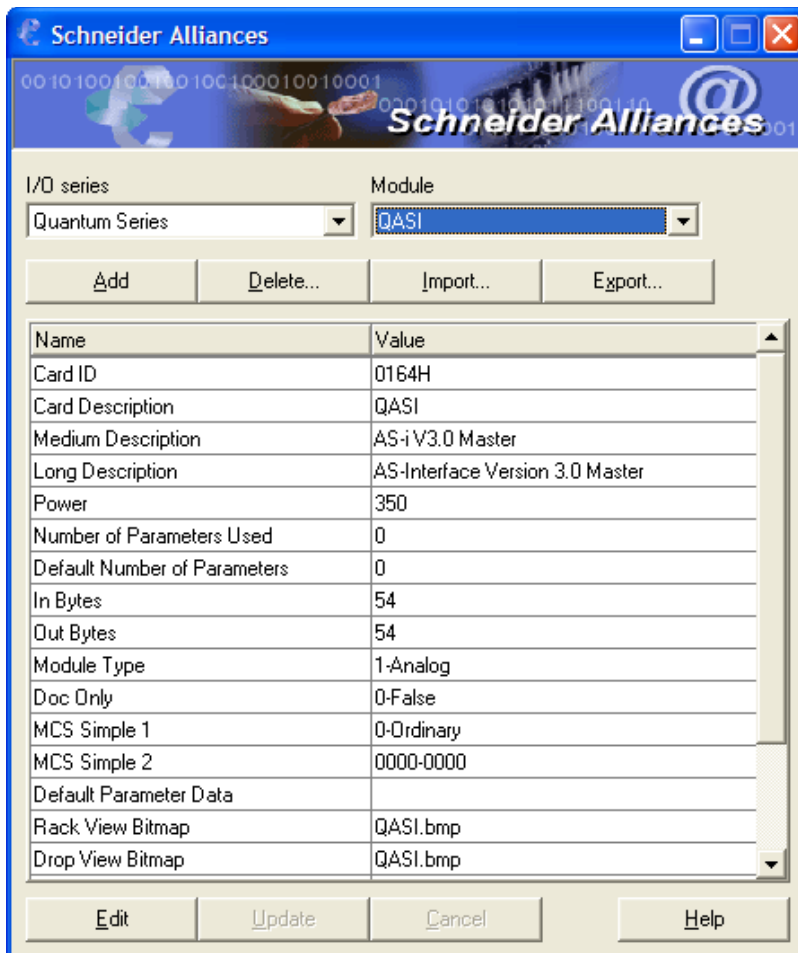 Schneider Alliances
00101001001001001000100010010001
Schneider Alliances
I/O series Module
Quantum Series QASI
Add Delete... Import... Export...
Name Value
Card ID 0164H
Card Description QASI
Medium Description AS-i V3.0 Master
Long Description AS-Interface Version 3.0 Master
Power 350
Number of Parameters Used 0
Default Number of Parameters 0
In Bytes 54
Out Bytes 54
Module Type 1-Analog
Doc Only 0-False
MCS Simple 1 0-Ordinary
MCS Simple 2 0000-0000
Default Parameter Data
Rack View Bitmap QASI.bmp
Drop View Bitmap QASI.bmp
Edit Update Cancel Help